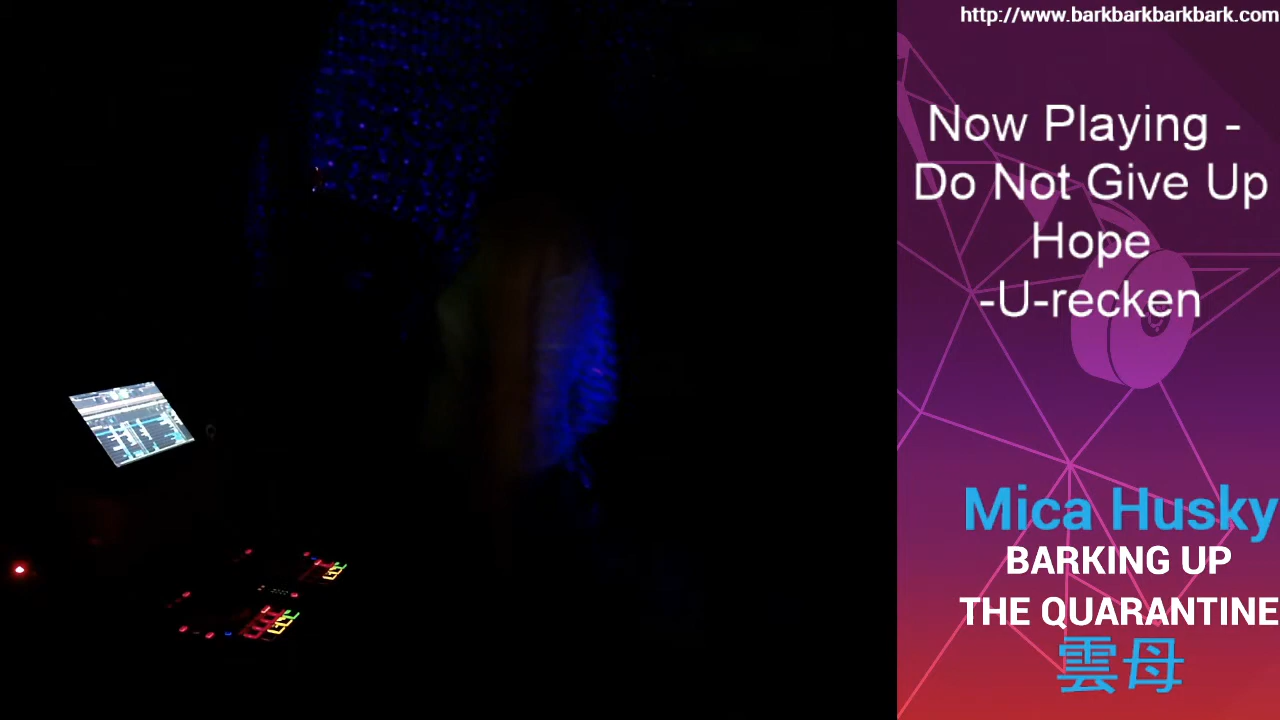 http://www.barkbarkbarkbark.com
Now Playing -
Do Not Give Up
Hope
-U-recken
Mica Husky
BARKING UP
THE QUARANTINE
雲母